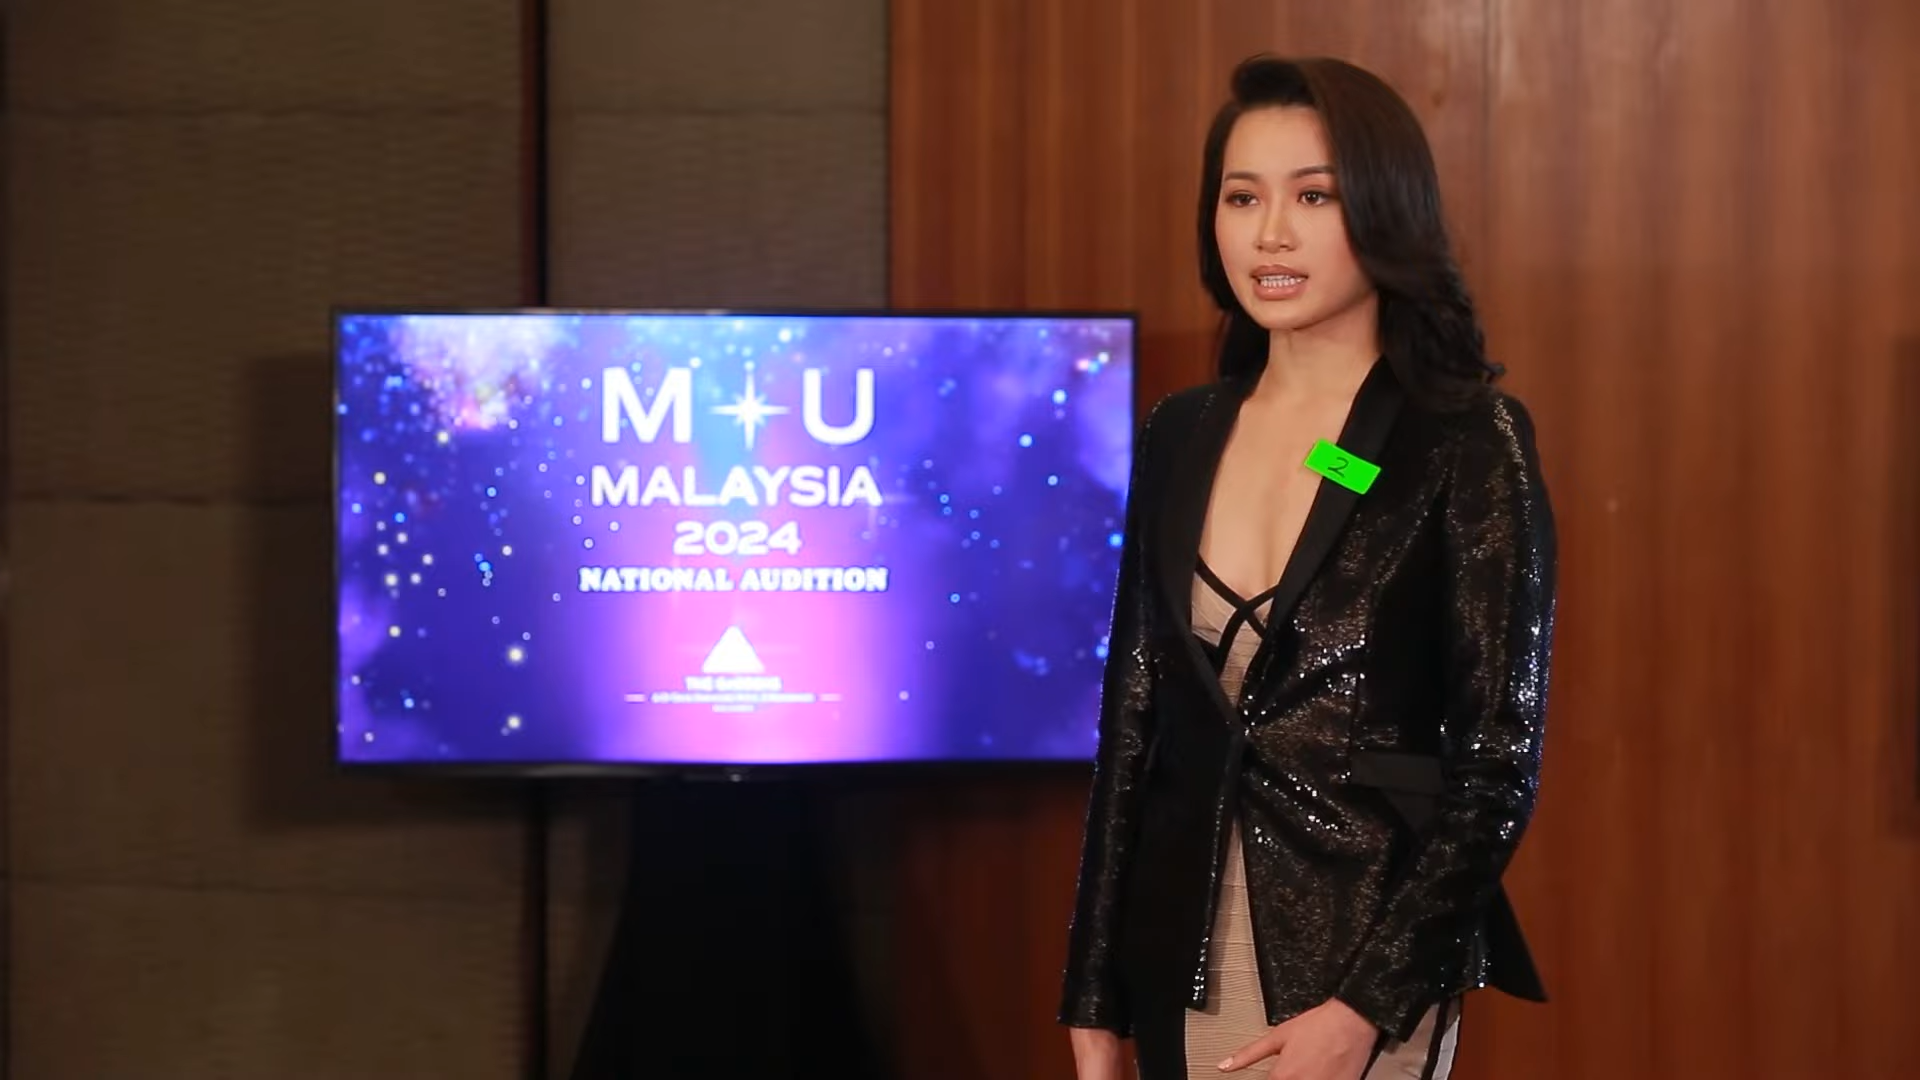 M U
MALAYSIA
2024
NATIONAL AUDITION
THE GARDENS
2